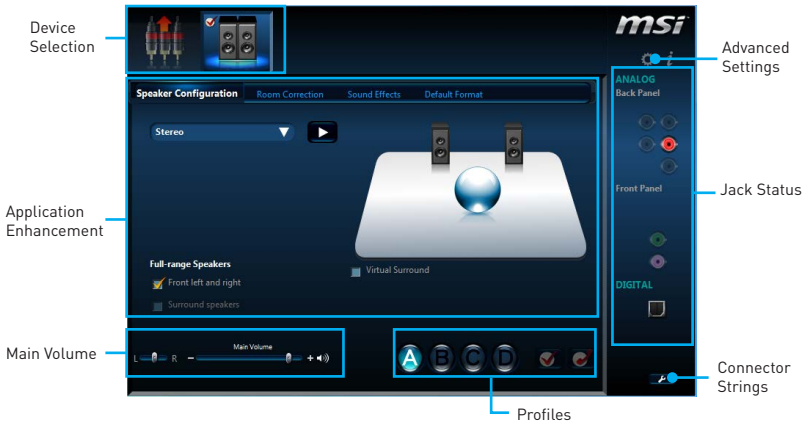 Device
Selection
msi
Advanced
Settings
i
ANALOG
Back Panel
Speaker Configuration
Room Correction
Sound Effects
Default Format
Stereo
Front Panel
Jack Status
Application
Enhancement
Full-range Speakers
Front left and right
Surround speakers
Virtual Surround
DIGITAL
Main Volume
L
R
Main Volume
- +
A B C D
Connector
Strings
Profiles